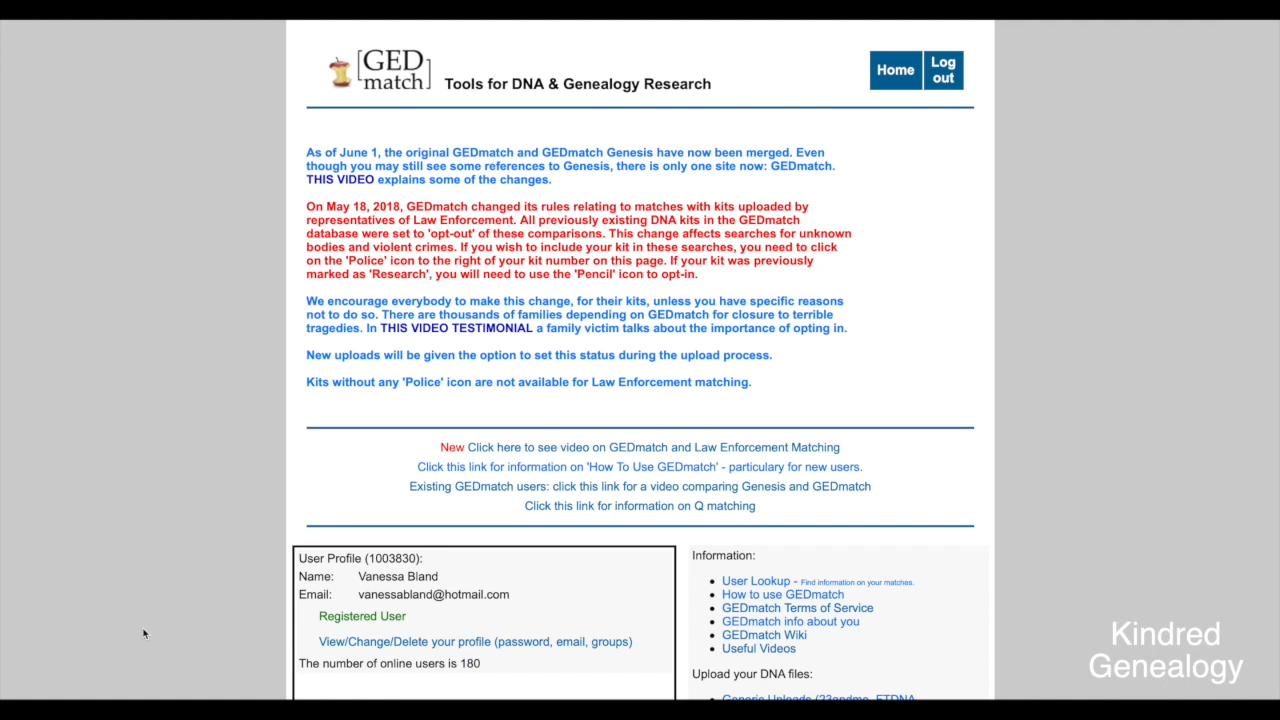 [GED
match]
Tools for DNA & Genealogy Research
Home
Log
out
As of June 1, the original GEDmatch and GEDmatch Genesis have now been merged. Even
though you may still see some references to Genesis, there is only one site now: GEDmatch.
THIS VIDEO explains some of the changes.
On May 18, 2018, GEDmatch changed its rules relating to matches with kits uploaded by
representatives of Law Enforcement. All previously existing DNA kits in the GEDmatch
database were set to 'opt-out' of these comparisons. This change affects searches for unknown
bodies and violent crimes. If you wish to include your kit in these searches, you need to click
on the 'Police' icon to the right of your kit number on this page. If your kit was previously
marked as 'Research', you will need to use the 'Pencil' icon to opt-in.
We encourage everybody to make this change, for their kits, unless you have specific reasons
not to do so. There are thousands of families depending on GEDmatch for closure to terrible
tragedies. In THIS VIDEO TESTIMONIAL a family victim talks about the importance of opting in.
New uploads will be given the option to set this status during the upload process.
Kits without any 'Police' icon are not available for Law Enforcement matching.
New Click here to see video on GEDmatch and Law Enforcement Matching
Click this link for information on 'How To Use GEDmatch' - particulary for new users.
Existing GEDmatch users: click this link for a video comparing Genesis and GEDmatch
Click this link for information on Q matching
User Profile (1003830):
Name: Vanessa Bland
Email: vanessabland@hotmail.com
Registered User
View/Change/Delete your profile (password, email, groups)
The number of online users is 180
Information:
User Lookup - Find information on your matches.
How to use GEDmatch
GEDmatch Terms of Service
GEDmatch info about you
GEDmatch Wiki
Useful Videos
Upload your DNA files:
Generic Uploads (23andme, FTDNA
Kindred
Genealogy